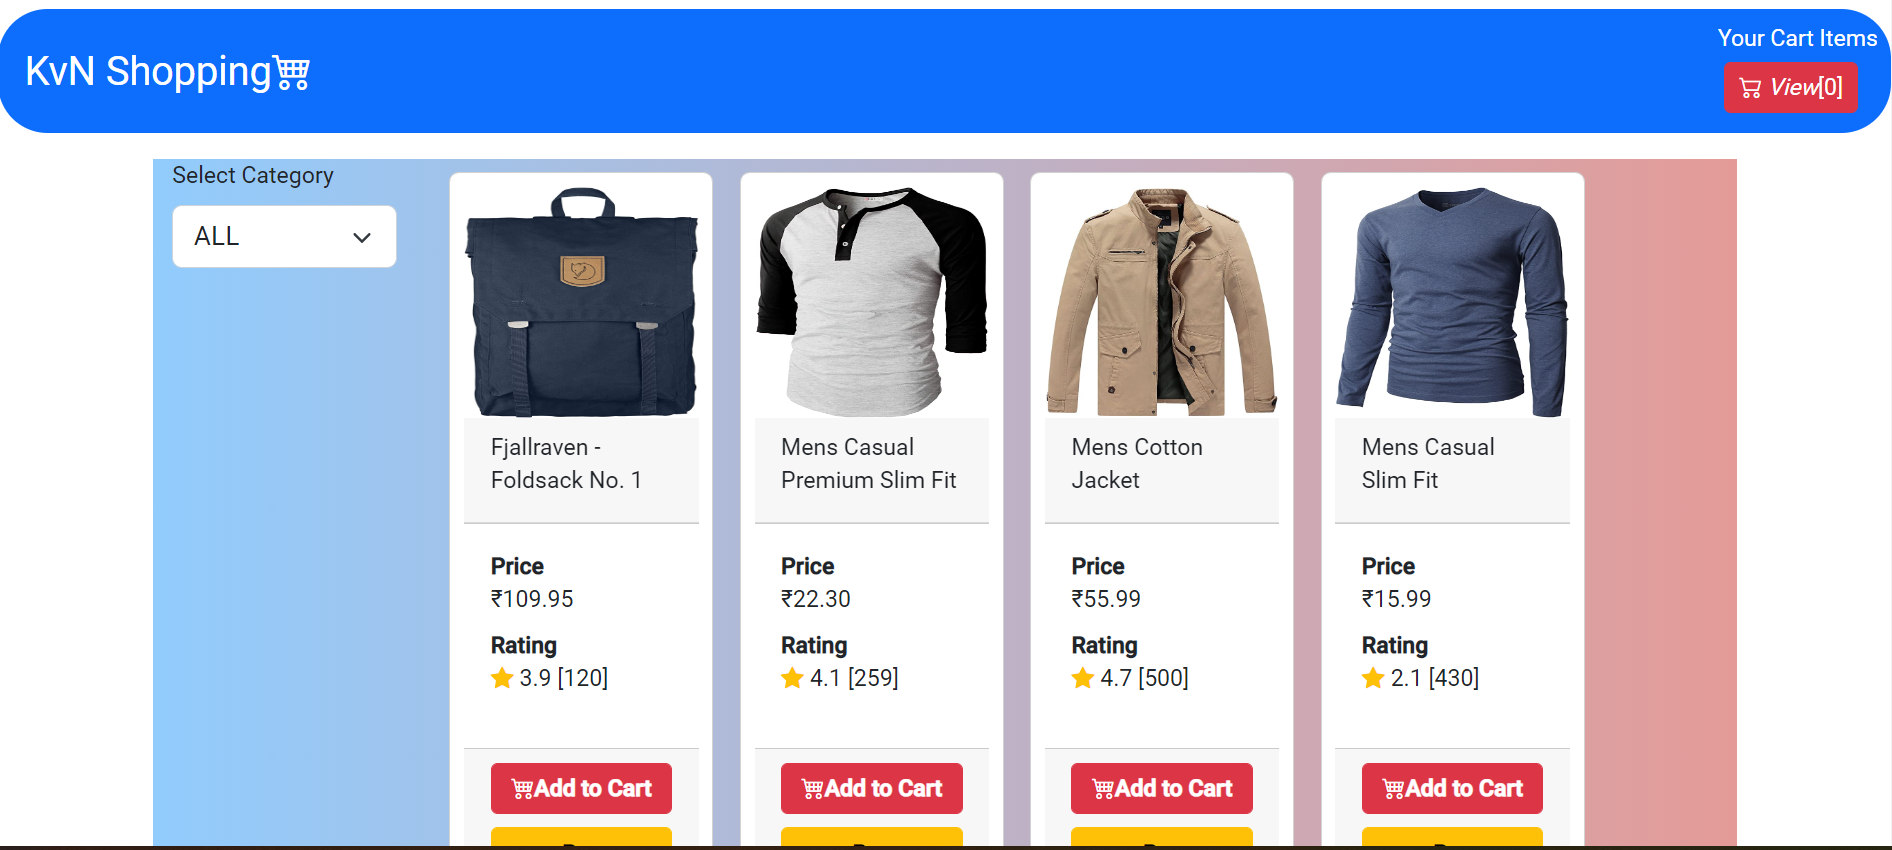 KvN Shopping
Your Cart Items
View[0]
Select Category
ALL
Fjallraven -
Foldsack No. 1
Price
₹109.95
Rating
3.9 [120]
Add to Cart
Mens Casual
Premium Slim Fit
Price
₹22.30
Rating
4.1 [259]
Add to Cart
Mens Cotton
Jacket
Price
₹55.99
Rating
4.7 [500]
Add to Cart
Mens Casual
Slim Fit
Price
₹15.99
Rating
2.1 [430]
Add to Cart